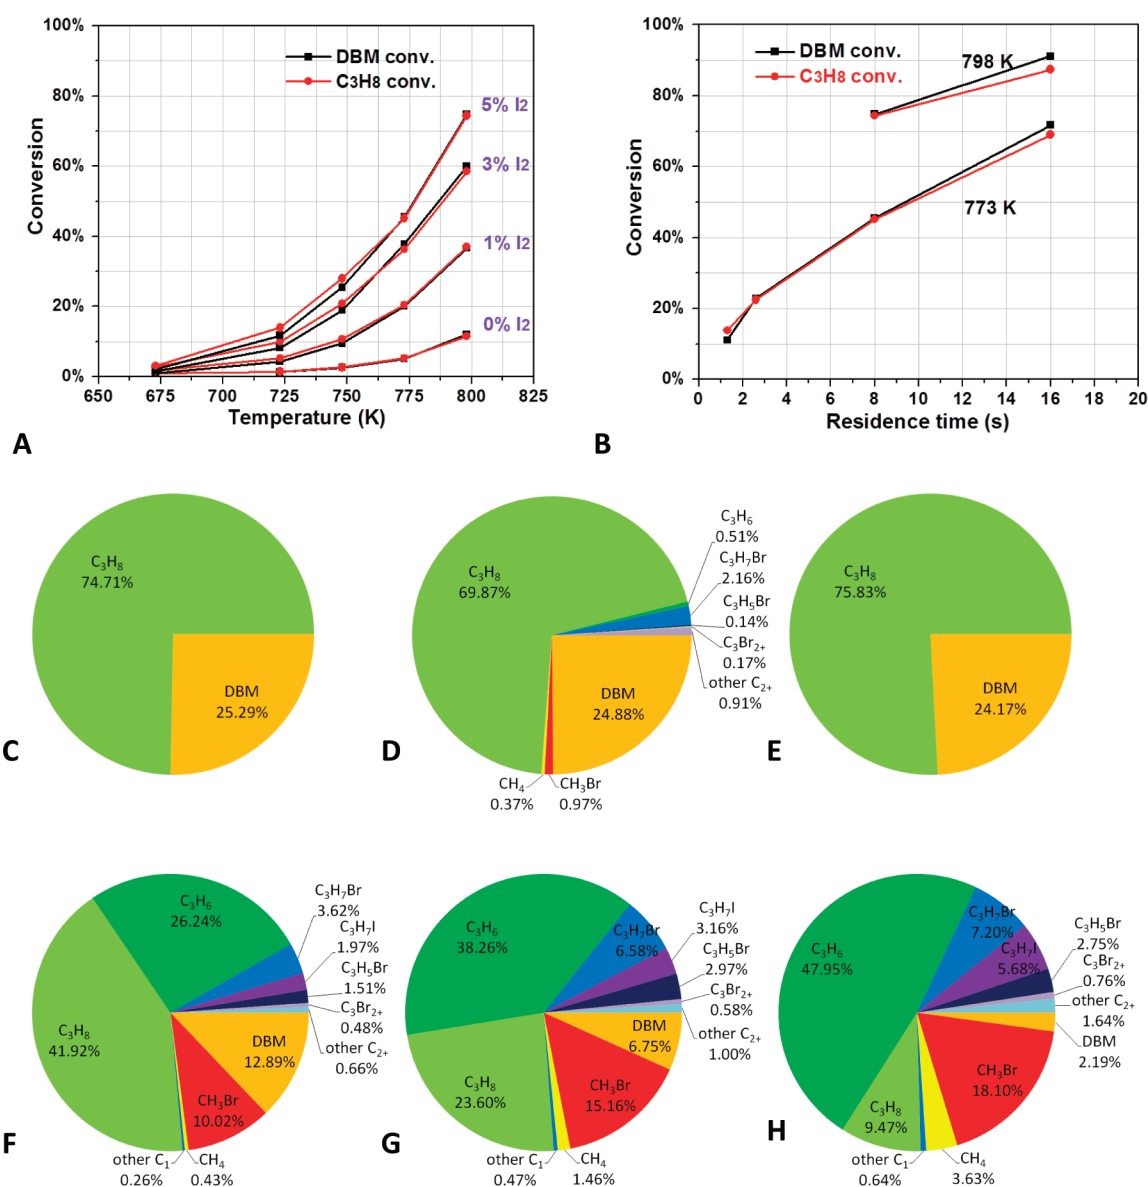 100%
80%
60%
40%
20%
0%
Conversion
DBM conv.
C3H8 conv.
5% I2
3% I2
1% I2
0% I2
650 675 700 725 750 775 800 825
Temperature (K)
A
100%
80%
60%
40%
20%
0%
Conversion
DBM conv.
C3H8 conv.
798 K
773 K
0 2 4 6 8 10 12 14 16 18 20
Residence time (s)
B
C₃H₈
74.71%
DBM
25.29%
C
C₃H₈
69.87%
C₃H₆
0.51%
C₃H₇Br
2.16%
C₃H₅Br
0.14%
C₃Br₂₊
0.17%
other C₂₊
0.91%
DBM
24.88%
CH₄
0.37%
CH₃Br
0.97%
D
C₃H₈
75.83%
DBM
24.17%
E
C₃H₆
26.24%
C₃H₇Br
3.62%
C₃H₇I
1.97%
C₃H₅Br
1.51%
C₃Br₂₊
0.48%
other C₂₊
0.66%
C₃H₈
41.92%
DBM
12.89%
CH₃Br
10.02%
other C₁
0.26%
CH₄
0.43%
F
C₃H₆
38.26%
C₃H₇Br
6.58%
C₃H₇I
3.16%
C₃H₅Br
2.97%
C₃Br₂₊
0.58%
other C₂₊
1.00%
DBM
6.75%
C₃H₈
23.60%
CH₃Br
15.16%
other C₁
0.47%
CH₄
1.46%
G
C₃H₆
47.95%
C₃H₇Br
7.20%
C₃H₇I
5.68%
C₃H₅Br
2.75%
C₃Br₂₊
0.76%
other C₂₊
1.64%
DBM
2.19%
CH₃Br
18.10%
C₃H₈
9.47%
other C₁
0.64%
CH₄
3.63%
H